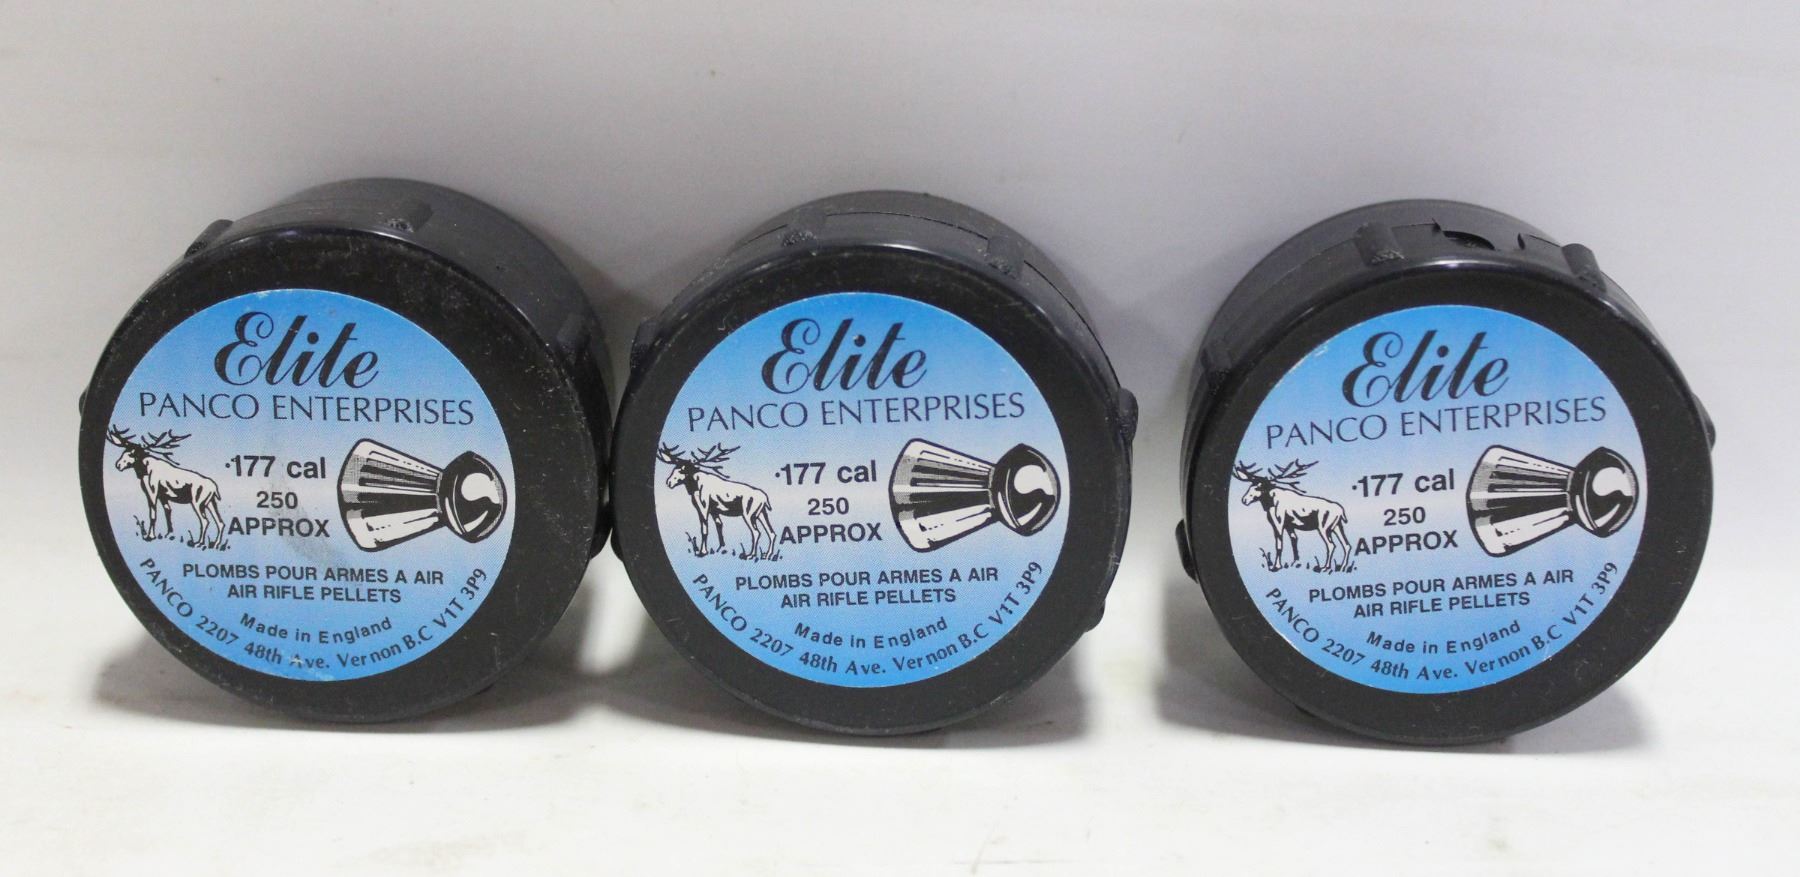 Elite
PANCO ENTERPRISES
.177 cal
250
APPROX
PLOMBS POUR ARMES A AIR
AIR RIFLE PELLETS
Made in England
PANCO 2207 48th Ave. Vernon B.C V1T 3P9
Elite
PANCO ENTERPRISES
.177 cal
250
APPROX
PLOMBS POUR ARMES A AIR
AIR RIFLE PELLETS
Made in England
PANCO 2207 48th Ave. Vernon B.C V1T 3P9
Elite
PANCO ENTERPRISES
.177 cal
250
APPROX
PLOMBS POUR ARMES A AIR
AIR RIFLE PELLETS
Made in England
PANCO 2207 48th Ave. Vernon B.C V1T 3P9